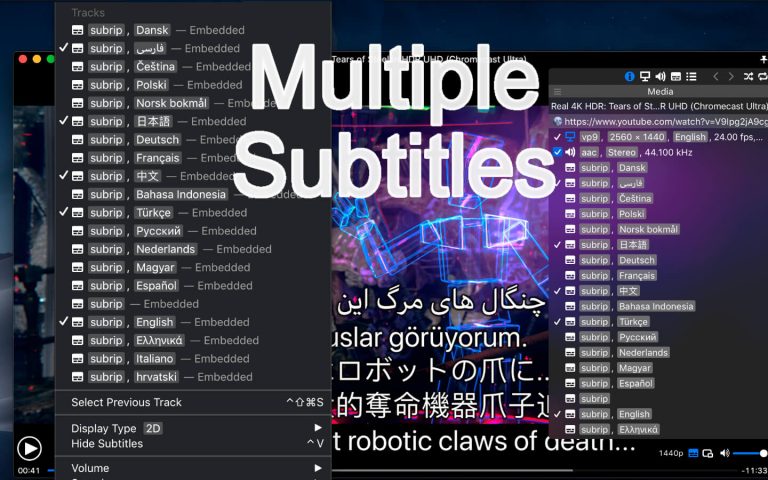 Tracks
subrip , Dansk — Embedded
subrip , فارسی — Embedded
subrip , Čeština — Embedded
subrip , Polski — Embedded
subrip , Norsk bokmål — Embedded
subrip , 日本語 — Embedded
subrip , Deutsch — Embedded
subrip , Français — Embedded
subrip , 中文 — Embedded
subrip , Bahasa Indonesia — Embedded
subrip , Türkçe — Embedded
subrip , Русский — Embedded
subrip , Nederlands — Embedded
subrip , Magyar — Embedded
subrip , Español — Embedded
subrip — Embedded
subrip , English — Embedded
subrip , Ελληνικά — Embedded
subrip , Italiano — Embedded
subrip , hrvatski — Embedded
Select Previous Track ^⇧⌘S
Display Type 2D
Hide Subtitles ^V
Volume
Multiple
Subtitles
HDR UHD (Chromecast Ultra)
چنگال های مرگ این
uslar görüyorum.
ロボットの爪に...
的奪命機器爪子
t robotic claws of death...
00:41
Media
Real 4K HDR: Tears of St...R UHD (Chromecast Ultra)
https://www.youtube.com/watch?v=V9Ipg2jA9cg
vp9 , 2560 × 1440 , English , 24.00 fps,...
aac , Stereo , 44.100 kHz
subrip , Dansk
subrip , فارسی
subrip , Čeština
subrip , Polski
subrip , Norsk bokmål
subrip , 日本語
subrip , Deutsch
subrip , Français
subrip , 中文
subrip , Bahasa Indonesia
subrip , Türkçe
subrip , Русский
subrip , Nederlands
subrip , Magyar
subrip , Español
subrip
subrip , English
subrip , Ελληνικά
1440p
-11:33